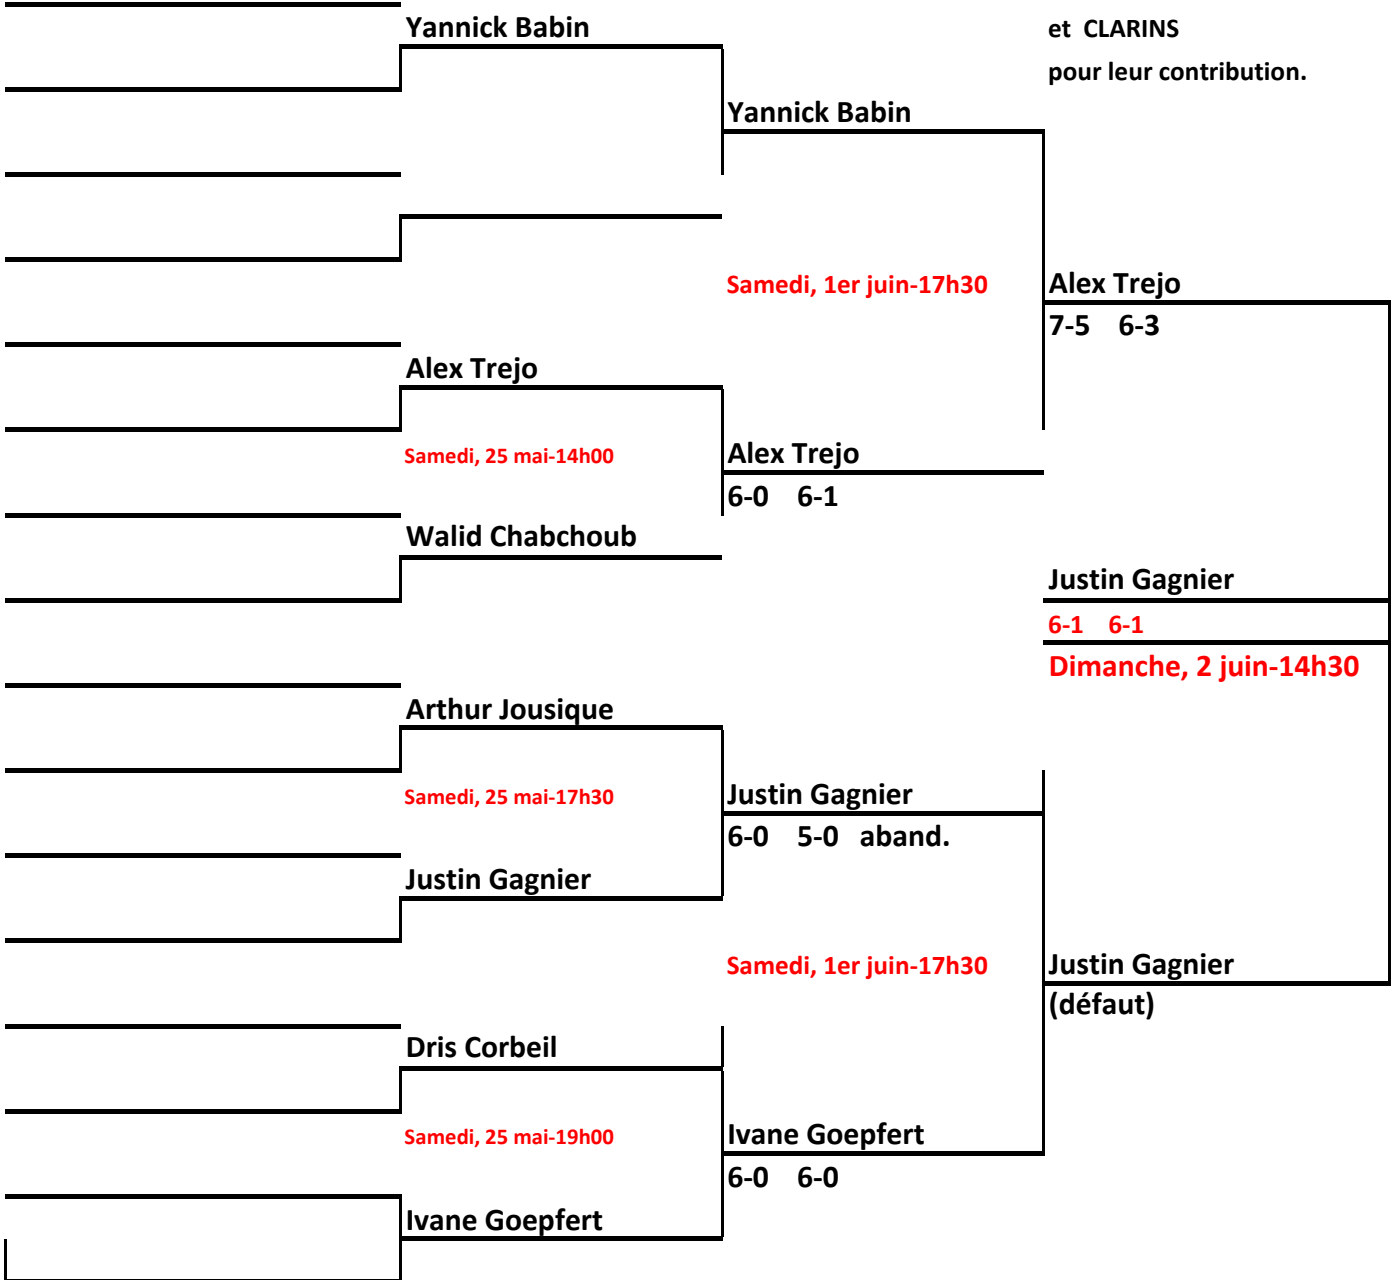 Yannick Babin
et CLARINS
pour leur contribution.
Yannick Babin
Samedi, 1er juin-17h30
Alex Trejo
7-5 6-3
Alex Trejo
Samedi, 25 mai-14h00
Alex Trejo
6-0 6-1
Walid Chabchoub
Justin Gagnier
6-1 6-1
Dimanche, 2 juin-14h30
Arthur Jousique
Samedi, 25 mai-17h30
Justin Gagnier
6-0 5-0 aband.
Justin Gagnier
Samedi, 1er juin-17h30
Justin Gagnier
(défaut)
Dris Corbeil
Samedi, 25 mai-19h00
Ivane Goepfert
6-0 6-0
Ivane Goepfert